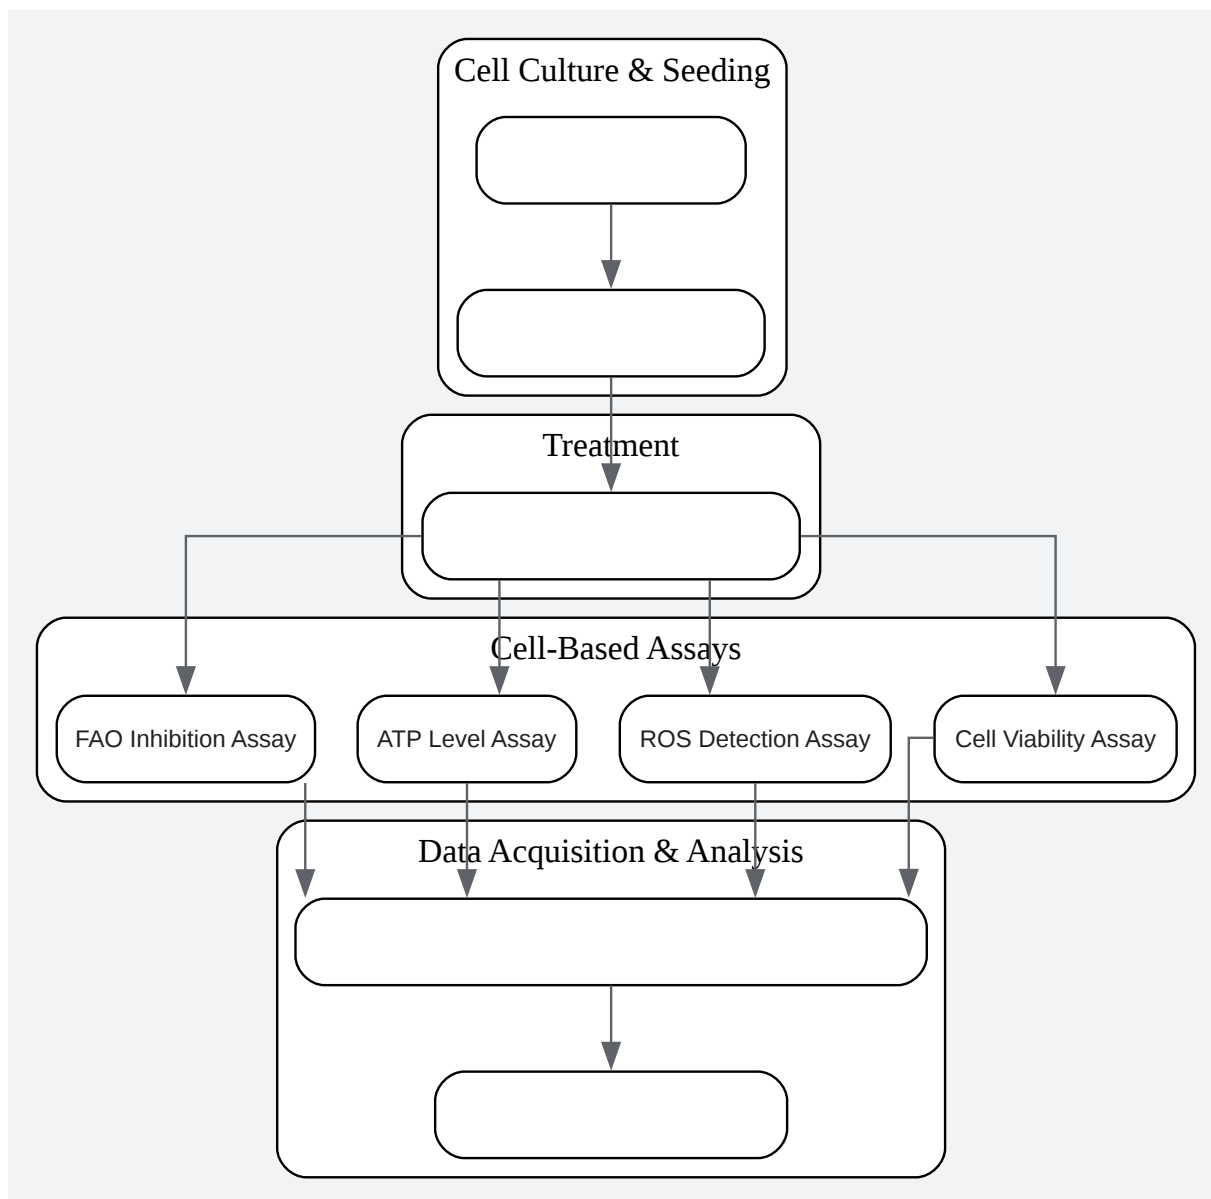 Cell Culture & Seeding
Treatment
Cell-Based Assays
FAO Inhibition Assay
ATP Level Assay
ROS Detection Assay
Cell Viability Assay
Data Acquisition & Analysis